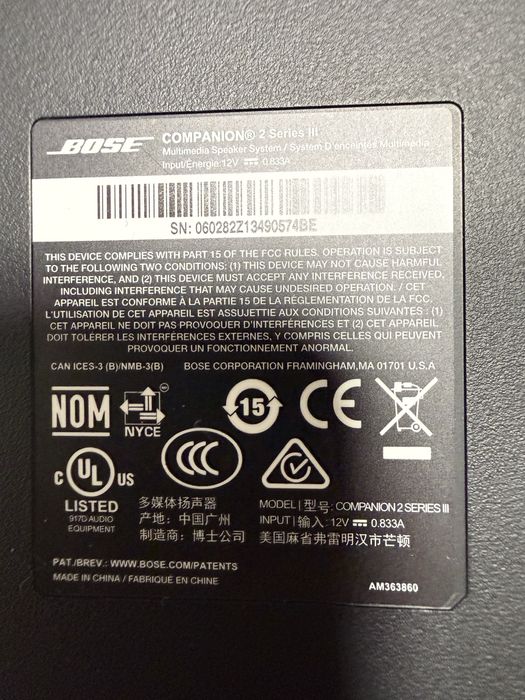 BOSE
COMPANION® 2 Series III
Multimedia Speaker System / System D'enceintes Multimedia
Input/Énergie: 12V ⎓ 0.833A
SN: 060282Z13490574BE
THIS DEVICE COMPLIES WITH PART 15 OF THE FCC RULES. OPERATION IS SUBJECT
TO THE FOLLOWING TWO CONDITIONS: (1) THIS DEVICE MAY NOT CAUSE HARMFUL
INTERFERENCE, AND (2) THIS DEVICE MUST ACCEPT ANY INTERFERENCE RECEIVED,
INCLUDING INTERFERENCE THAT MAY CAUSE UNDESIRED OPERATION. / CET
APPAREIL EST CONFORME À LA PARTIE 15 DE LA RÉGLEMENTATION DE LA FCC.
L'UTILISATION DE CET APPAREIL EST ASSUJETTIE AUX CONDITIONS SUIVANTES : (1)
CET APPAREIL NE DOIT PAS PROVOQUER D'INTERFÉRENCES ET (2) CET APPAREIL
DOIT TOLÉRER LES INTERFÉRENCES EXTERNES, Y COMPRIS CELLES QUI PEUVENT
PROVOQUER UN FONCTIONNEMENT ANORMAL.
CAN ICES-3 (B)/NMB-3(B) BOSE CORPORATION FRAMINGHAM,MA 01701 U.S.A
NOM
NYCE
15
CE
CCC
C UL US
LISTED
917D AUDIO
EQUIPMENT
多媒体扬声器
产地: 中国广州
制造商: 博士公司
MODEL | 型号: COMPANION 2 SERIES III
INPUT | 输入: 12V ⎓ 0.833A
美国麻省弗雷明汉市芒顿
PAT./BREV.: WWW.BOSE.COM/PATENTS
MADE IN CHINA / FABRIQUÉ EN CHINE
AM363860